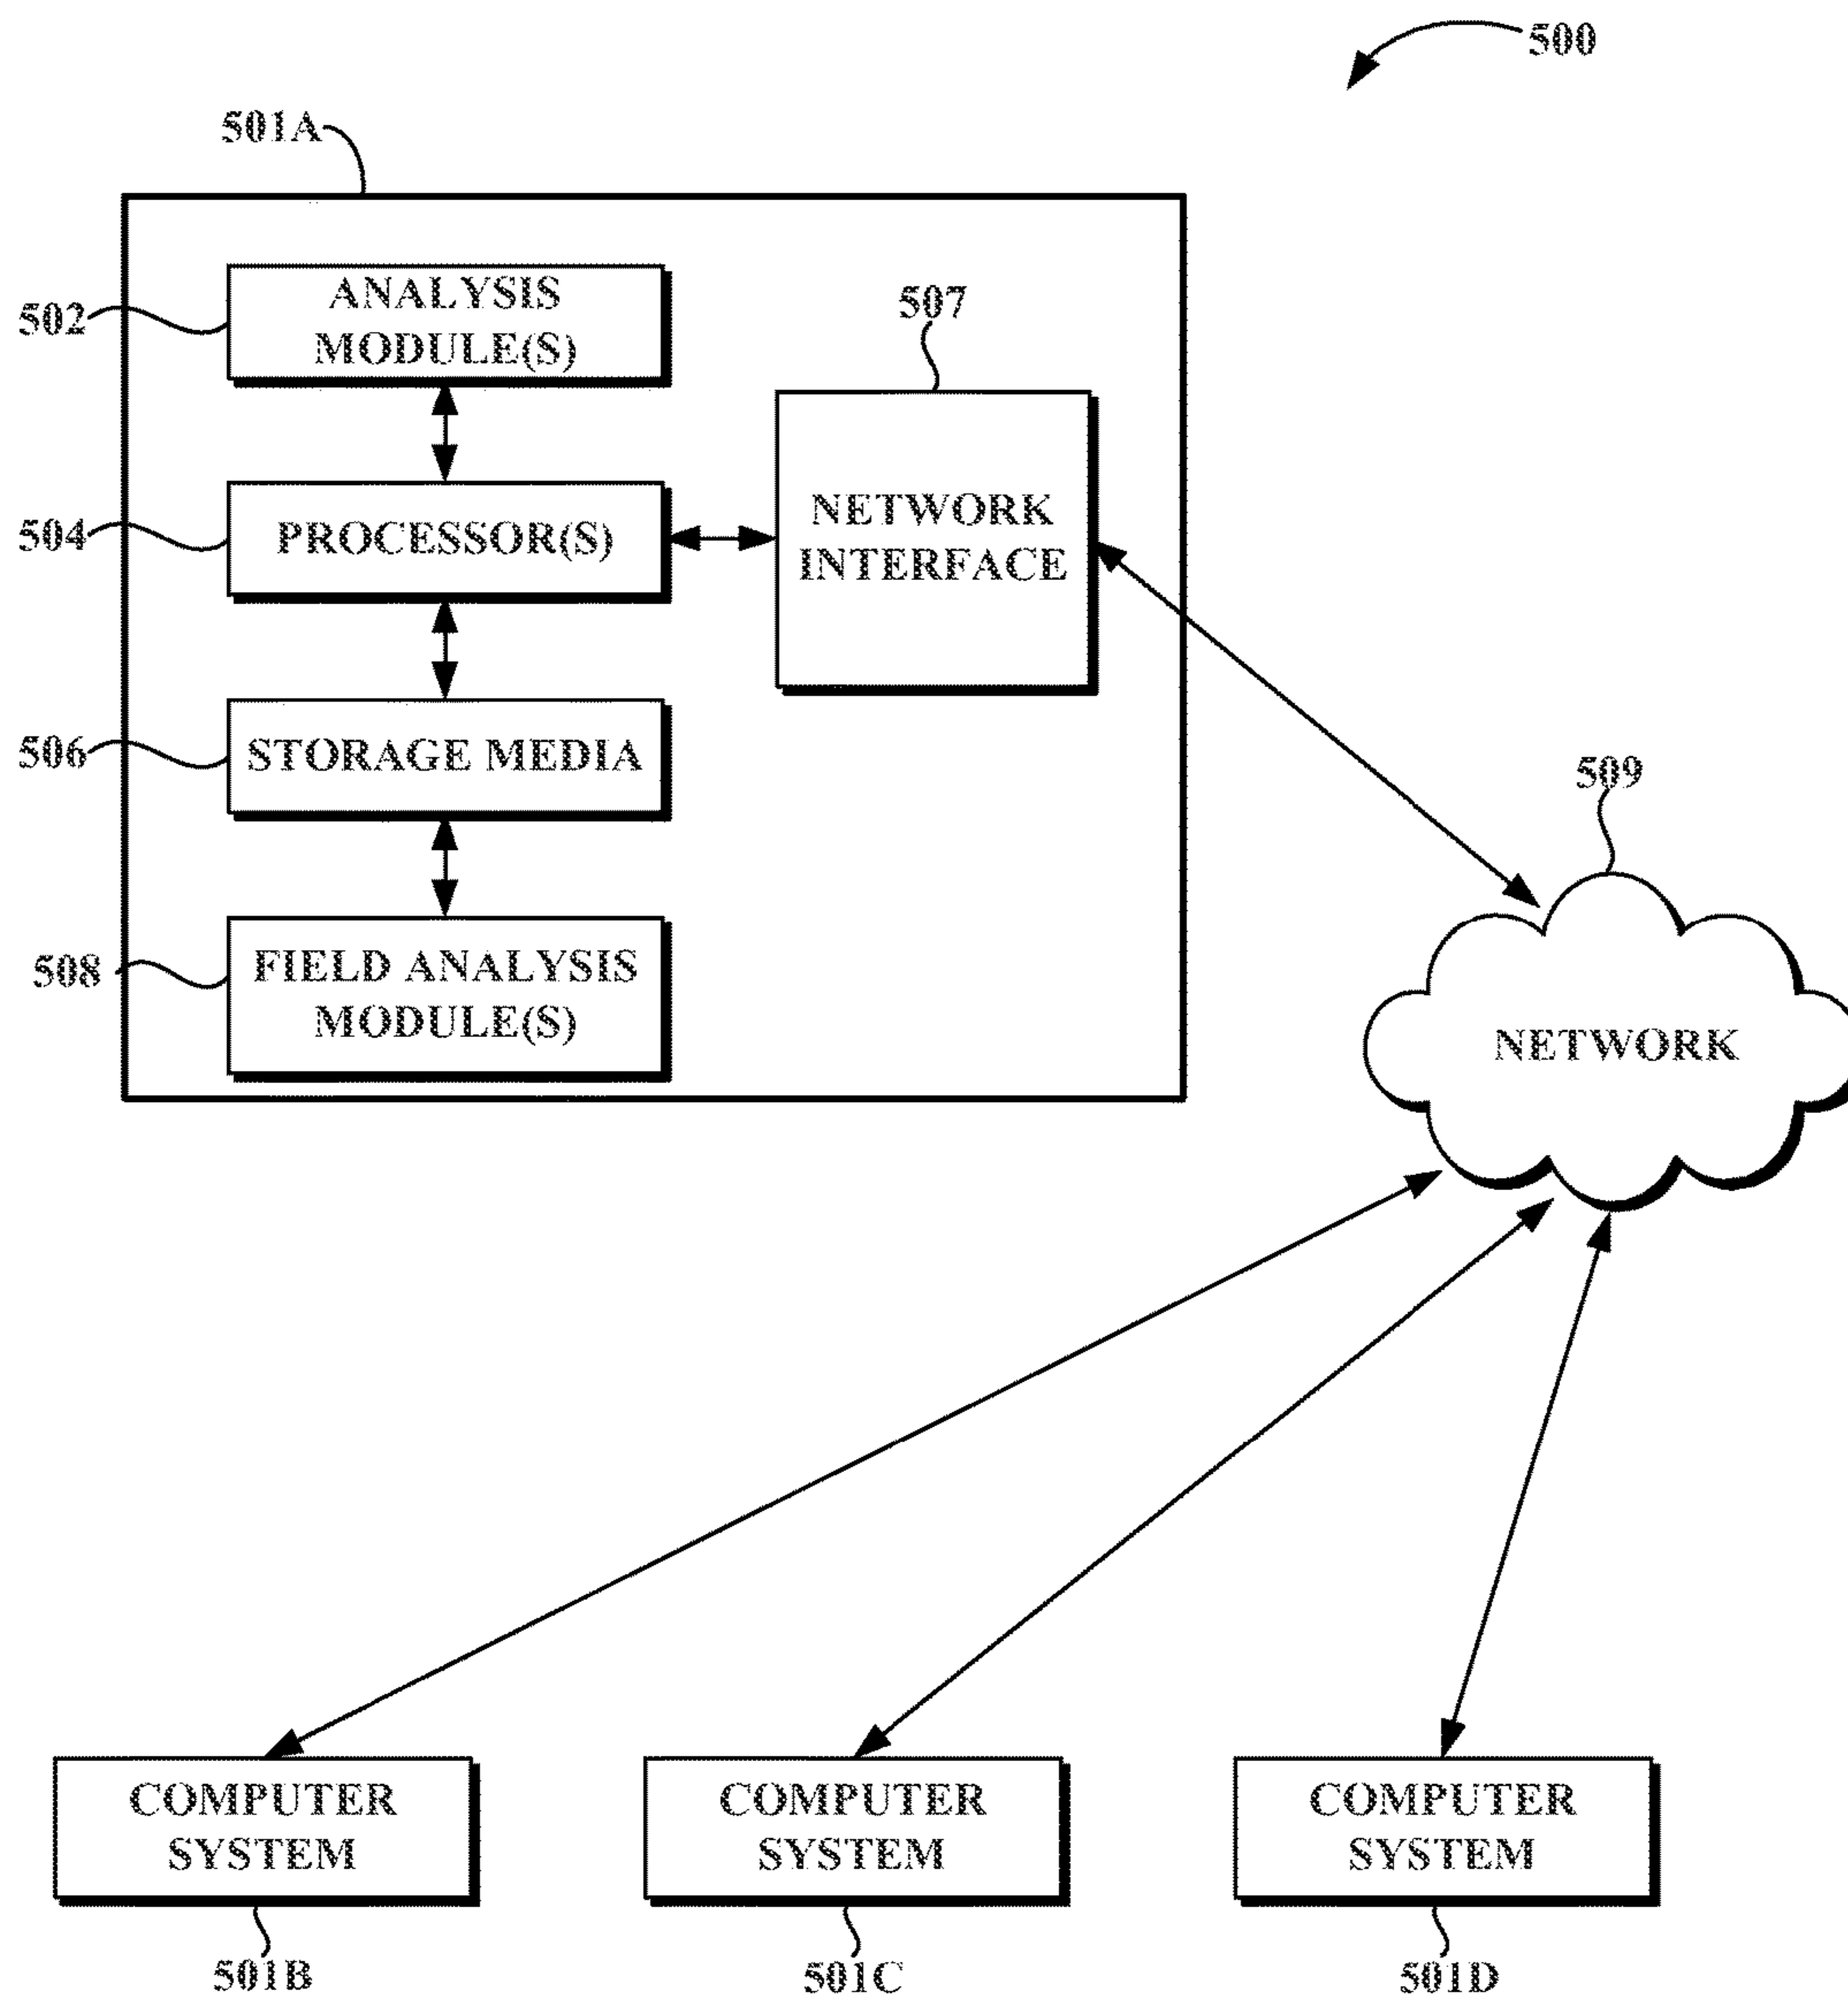 500
501A
502
ANALYSIS
MODULE(S)
507
504
PROCESSOR(S)
NETWORK
INTERFACE
506
STORAGE MEDIA
509
508
FIELD ANALYSIS
MODULE(S)
NETWORK
COMPUTER
SYSTEM
COMPUTER
SYSTEM
COMPUTER
SYSTEM
501B
501C
501D